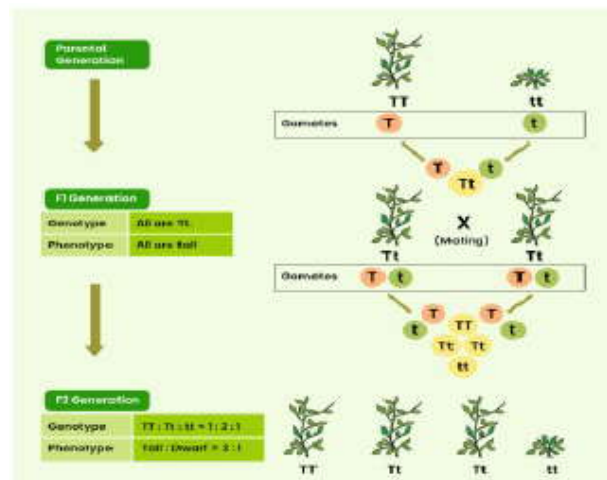 Parental
Generation
TT
tt
Gametes
T
t
T
t
Tt
F1 Generation
Genotype
All are Tt
Phenotype
All are tall
X
(Mating)
Tt
Tt
Gametes
T
t
T
t
T
T
t
TT
t
Tt
Tt
tt
F2 Generation
Genotype
TT : Tt : tt = 1 : 2 : 1
Phenotype
Tall : Dwarf = 3 : 1
TT
Tt
Tt
tt